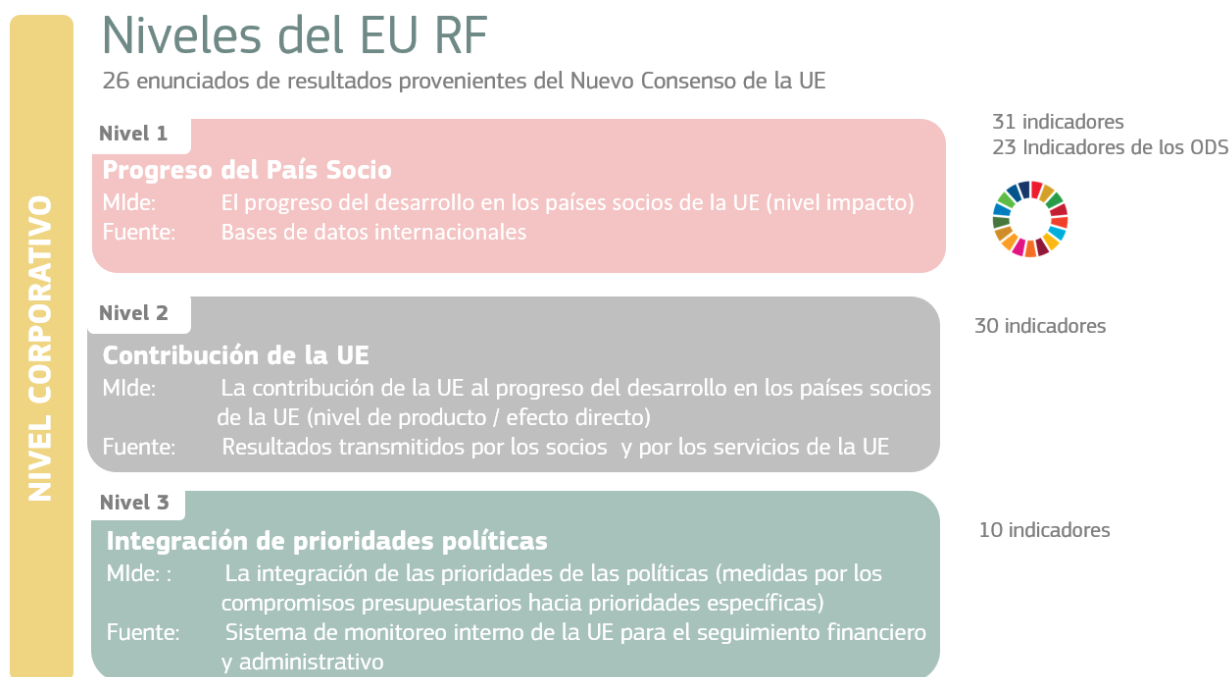 Niveles del EU RF
26 enunciados de resultados provenientes del Nuevo Consenso de la UE
NIVEL CORPORATIVO
Nivel 1
Progreso del País Socio
MIde: El progreso del desarrollo en los países socios de la UE (nivel impacto)
Fuente: Bases de datos internacionales
31 indicadores
23 Indicadores de los ODS
Nivel 2
Contribución de la UE
MIde: La contribución de la UE al progreso del desarrollo en los países socios
de la UE (nivel de producto / efecto directo)
Fuente: Resultados transmitidos por los socios y por los servicios de la UE
30 indicadores
Nivel 3
Integración de prioridades políticas
MIde: : La integración de las prioridades de las políticas (medidas por los
compromisos presupuestarios hacia prioridades específicas)
Fuente: Sistema de monitoreo interno de la UE para el seguimiento financiero
y administrativo
10 indicadores